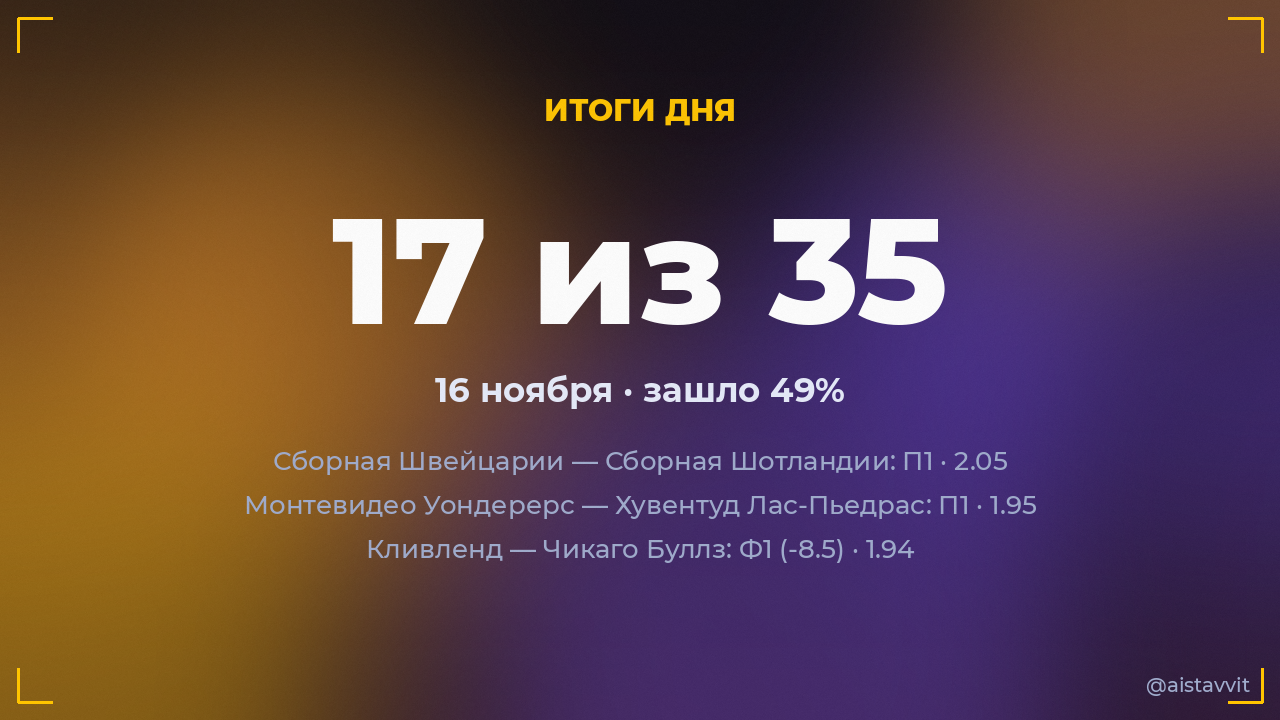 ИТОГИ ДНЯ
17 из 35
16 ноября · зашло 49%
Сборная Швейцарии — Сборная Шотландии: П1 · 2.05
Монтевидео Уондерерс — Хувентуд Лас-Пьедрас: П1 · 1.95
Кливленд — Чикаго Буллз: Ф1 (-8.5) · 1.94
@aistavvit